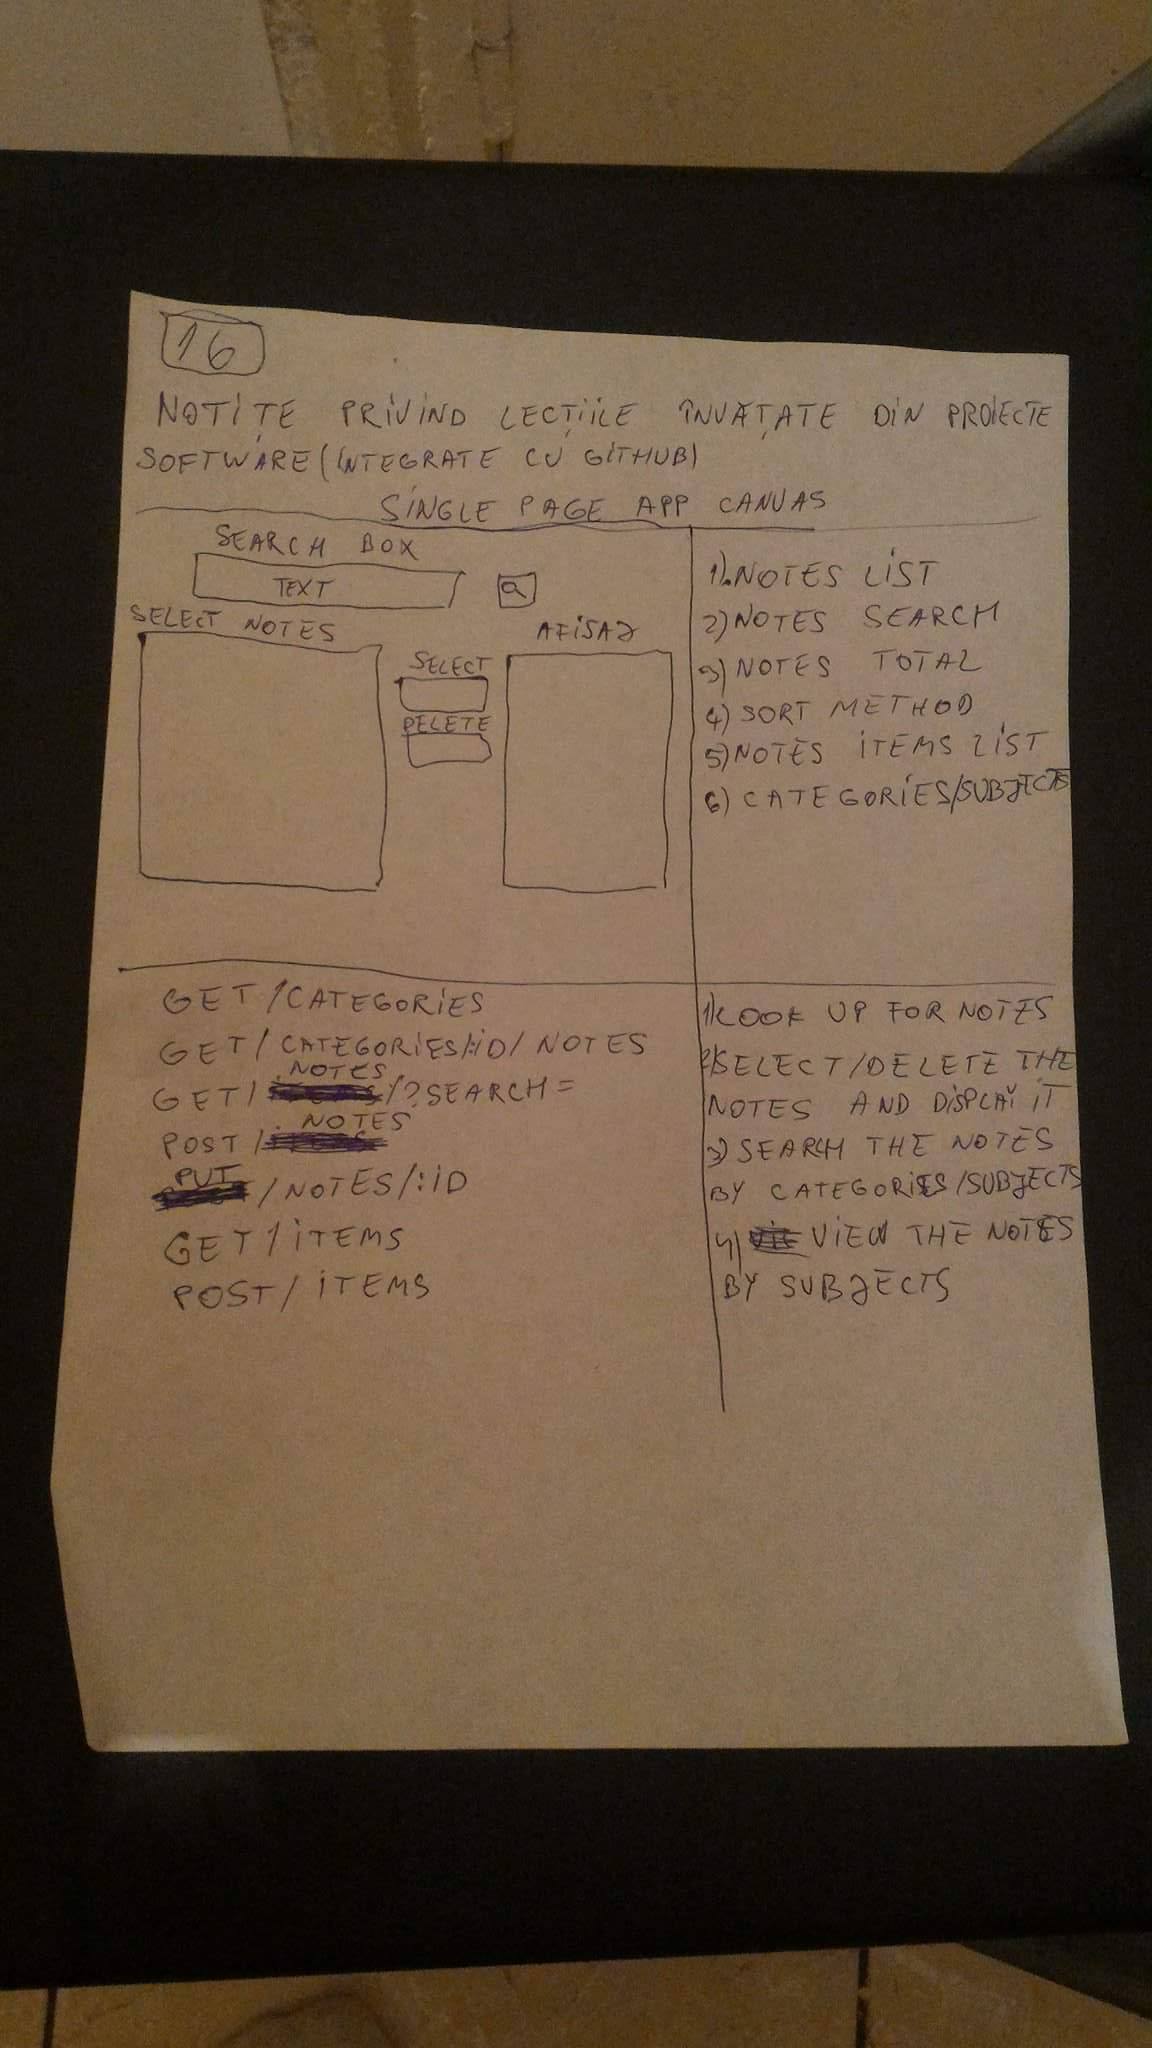 16
NOTIȚE PRIVIND LECȚIILE ÎNVĂȚATE DIN PROIECTE
SOFTWARE (INTEGRATE CU GITHUB)
SINGLE PAGE APP CANVAS
SEARCH BOX
TEXT
SELECT NOTES
AFISAJ
SELECT
DELETE
1) NOTES LIST
2) NOTES SEARCH
3) NOTES TOTAL
4) SORT METHOD
5) NOTES ITEMS LIST
6) CATEGORIES/SUBJECTS
GET /CATEGORIES
GET / CATEGORIES/:ID/ NOTES
GET / NOTES /?SEARCH=
POST / NOTES
PUT /NOTES/:ID
GET / ITEMS
POST / ITEMS
1) LOOK UP FOR NOTES
2) SELECT/DELETE THE
NOTES AND DISPLAY IT
3) SEARCH THE NOTES
BY CATEGORIES/SUBJECTS
4) VIEW THE NOTES
BY SUBJECTS